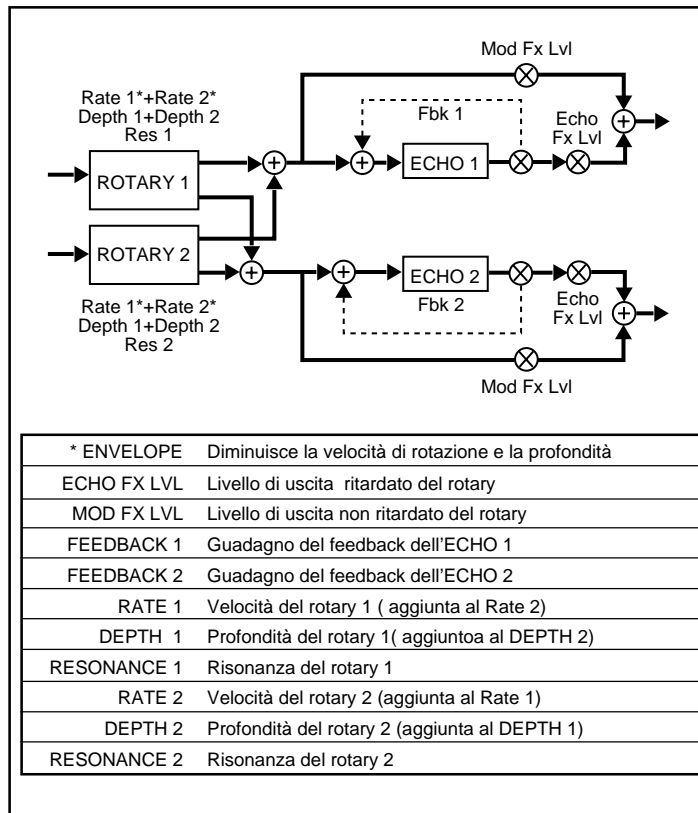 Mod Fx Lvl
Rate 1*+Rate 2*
Depth 1+Depth 2
Res 1
Fbk 1
Echo
Fx Lvl
ROTARY 1
ECHO 1
ROTARY 2
ECHO 2
Fbk 2
Echo
Fx Lvl
Rate 1*+Rate 2*
Depth 1+Depth 2
Res 2
Mod Fx Lvl
* ENVELOPE Diminuisce la velocità di rotazione e la profondità
ECHO FX LVL Livello di uscita ritardato del rotary
MOD FX LVL Livello di uscita non ritardato del rotary
FEEDBACK 1 Guadagno del feedback dell'ECHO 1
FEEDBACK 2 Guadagno del feedback dell'ECHO 2
RATE 1 Velocità del rotary 1 ( aggiunta al Rate 2)
DEPTH 1 Profondità del rotary 1( aggiuntoa al DEPTH 2)
RESONANCE 1 Risonanza del rotary 1
RATE 2 Velocità del rotary 2 (aggiunta al Rate 1)
DEPTH 2 Profondità del rotary 2 (aggiunta al DEPTH 1)
RESONANCE 2 Risonanza del rotary 2